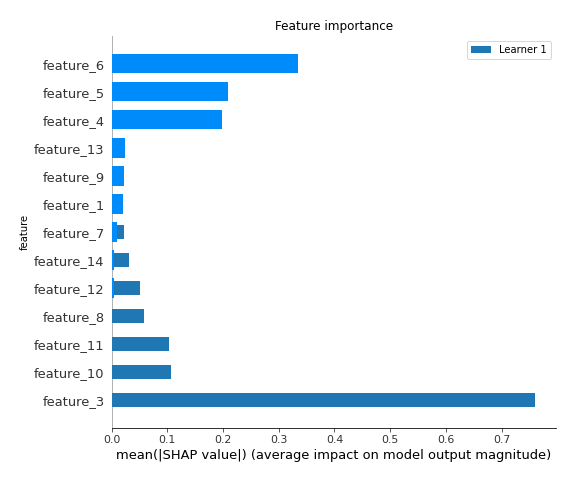 Feature importance
Learner 1
feature_6
feature_5
feature_4
feature_13
feature_9
feature_1
feature_7
feature_14
feature_12
feature_8
feature_11
feature_10
feature_3
feature
0.0 0.1 0.2 0.3 0.4 0.5 0.6 0.7
mean(|SHAP value|) (average impact on model output magnitude)